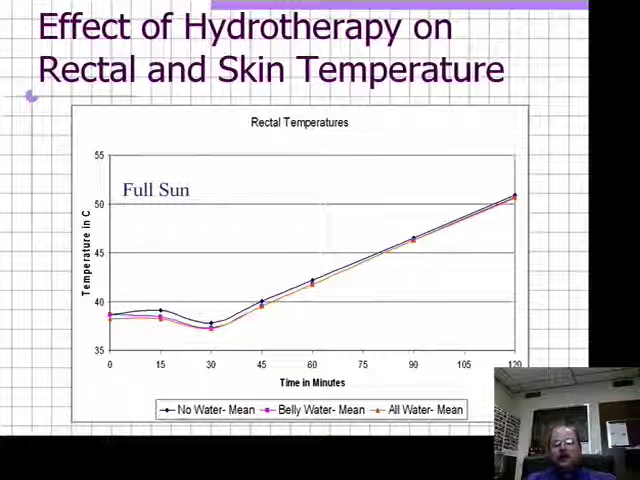 Effect of Hydrotherapy on
Rectal and Skin Temperature
Rectal Temperatures
55
Full Sun
50
45
40
35
Temperature in C
0 15 30 45 60 75 90 105 120
Time in Minutes
No Water- Mean Belly Water- Mean All Water- Mean